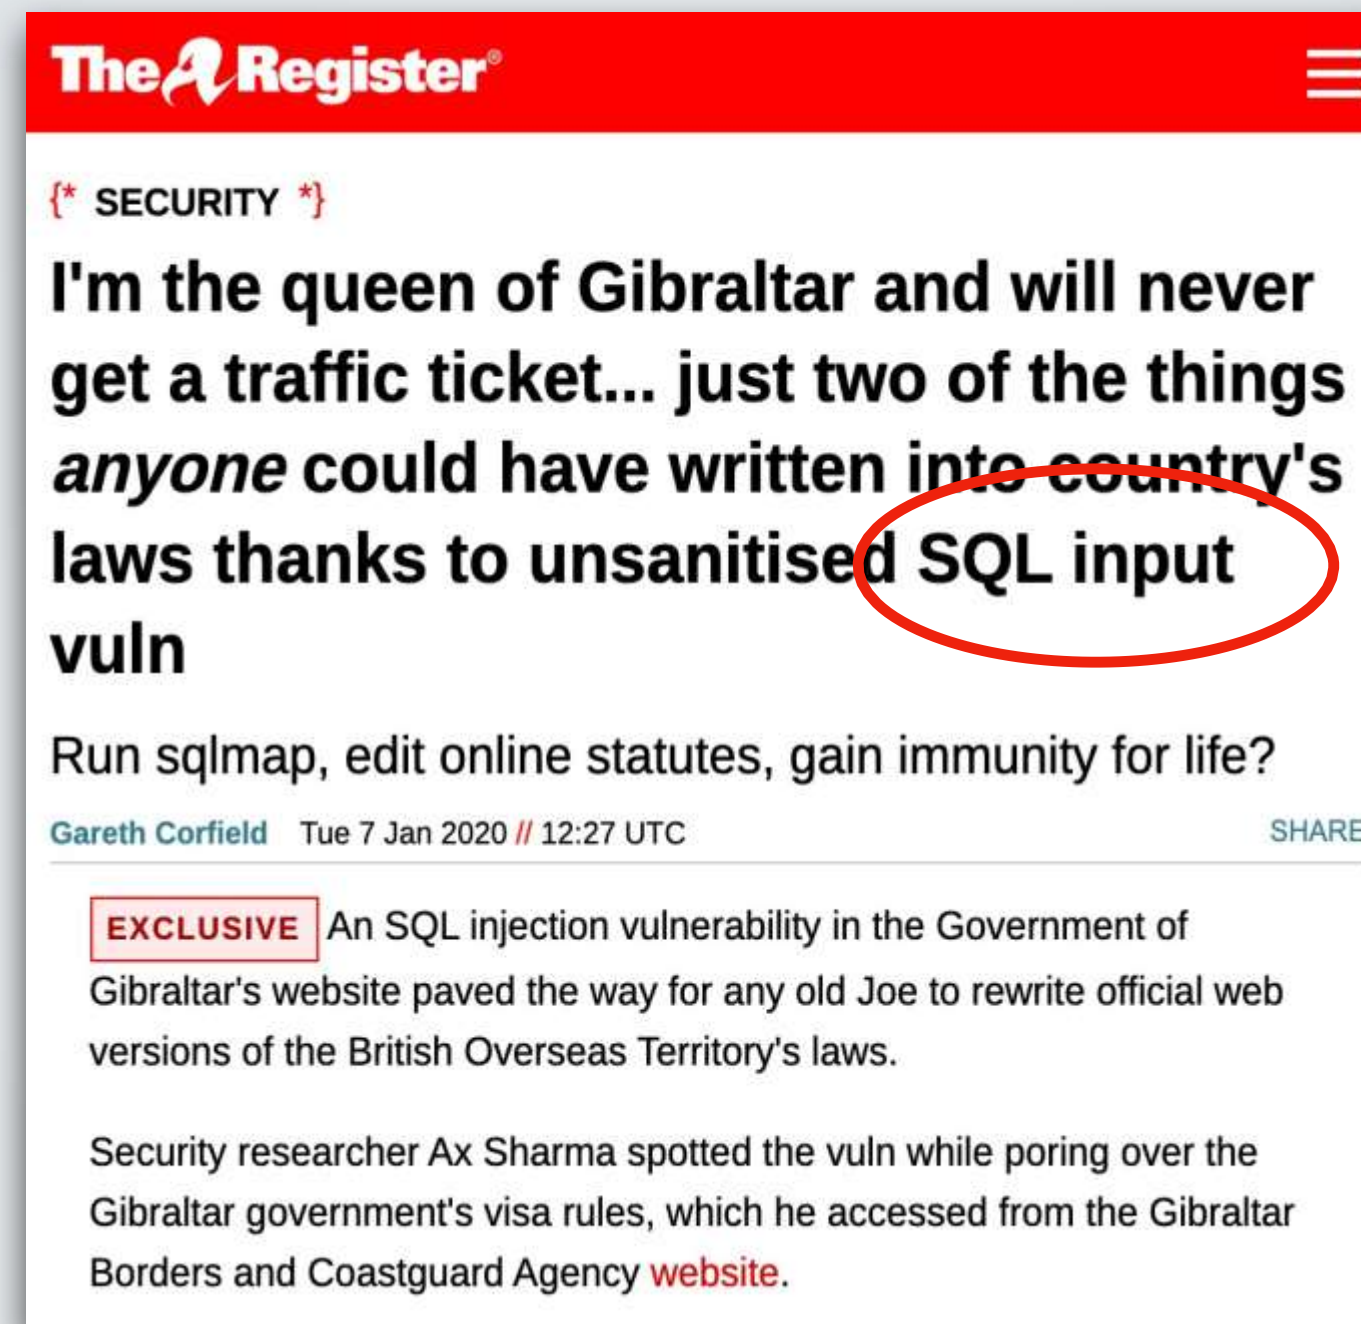 The Register®
{* SECURITY *}
I'm the queen of Gibraltar and will never
get a traffic ticket... just two of the things
anyone could have written into country's
laws thanks to unsanitised SQL input
vuln
Run sqlmap, edit online statutes, gain immunity for life?
Gareth Corfield Tue 7 Jan 2020 // 12:27 UTC SHARE
EXCLUSIVE An SQL injection vulnerability in the Government of
Gibraltar's website paved the way for any old Joe to rewrite official web
versions of the British Overseas Territory's laws.
Security researcher Ax Sharma spotted the vuln while poring over the
Gibraltar government's visa rules, which he accessed from the Gibraltar
Borders and Coastguard Agency website.